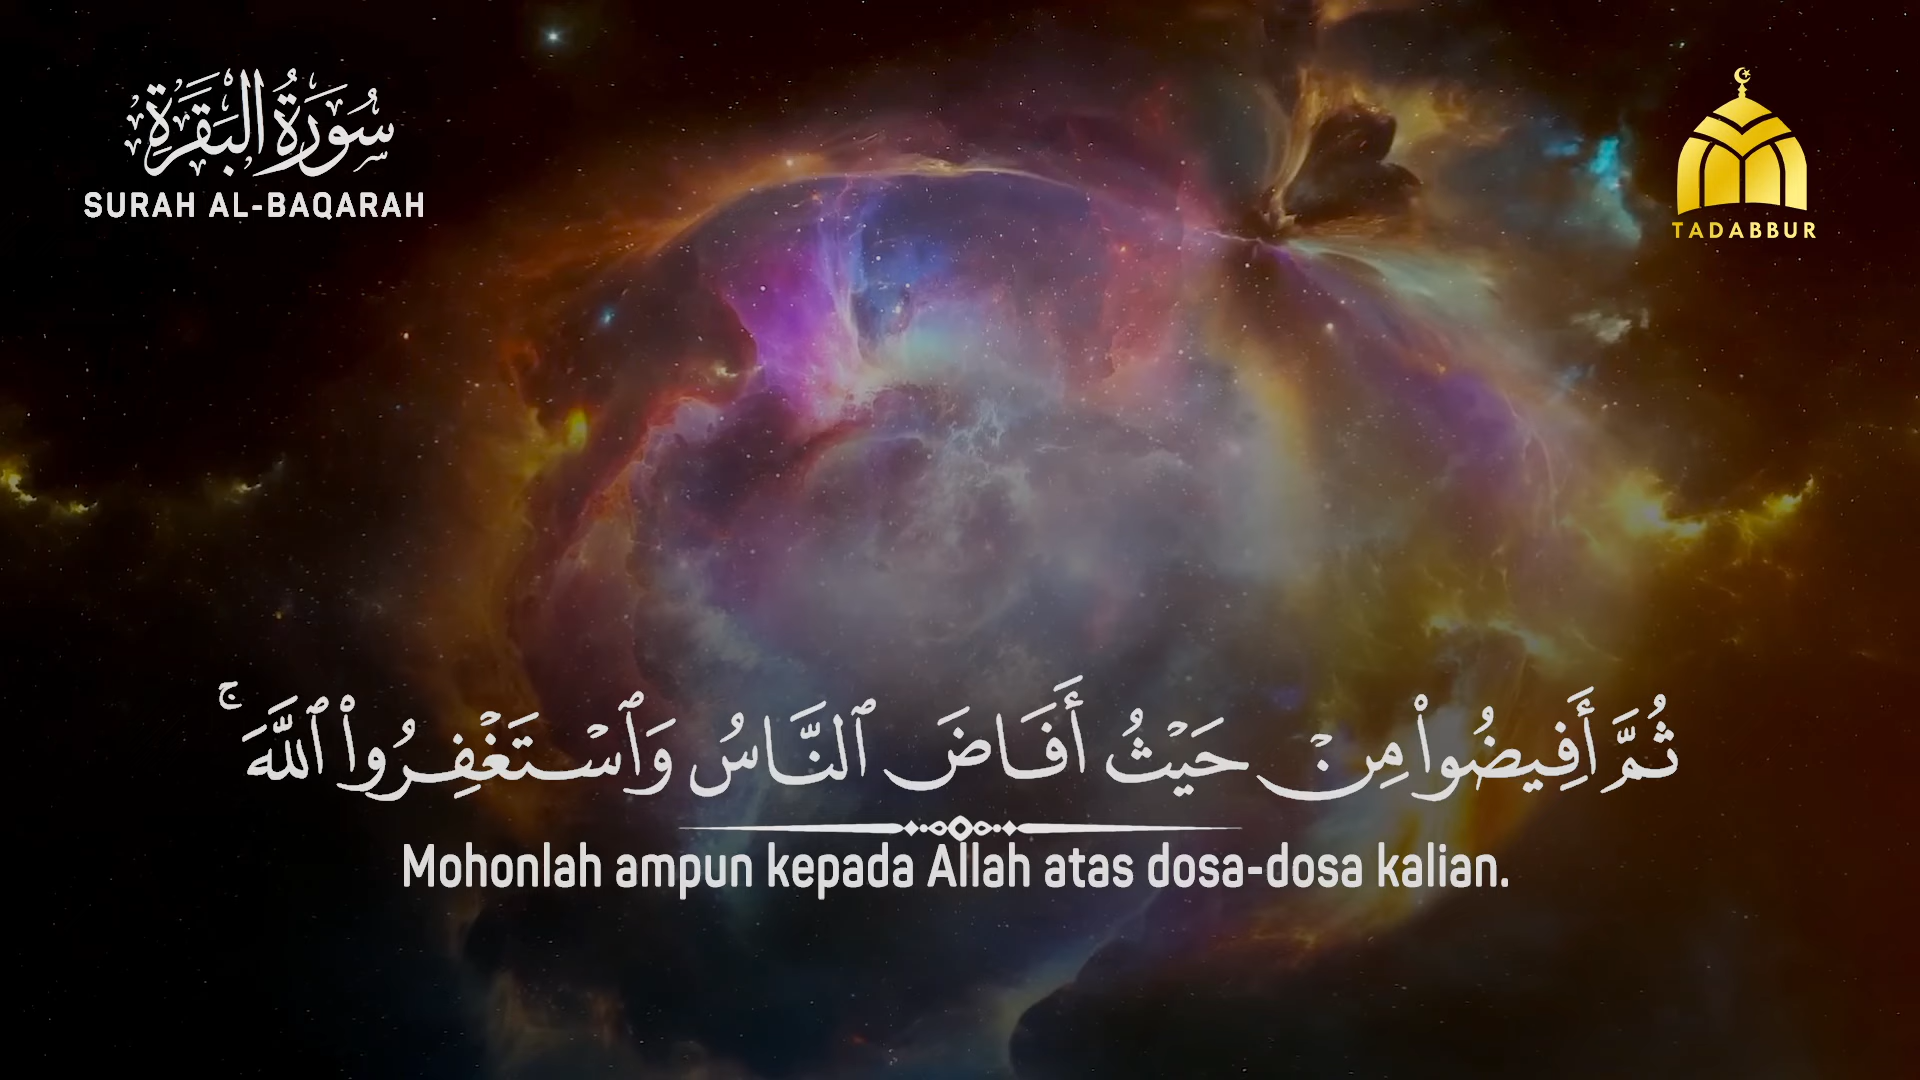 سُورَةُ الْبَقَرَةِ
SURAH AL-BAQARAH
TADABBUR
ثُمَّ أَفِيضُوا۟ مِنْ حَيْثُ أَفَاضَ ٱلنَّاسُ وَٱسْتَغْفِرُوا۟ ٱللَّهَ ۚ
Mohonlah ampun kepada Allah atas dosa-dosa kalian.